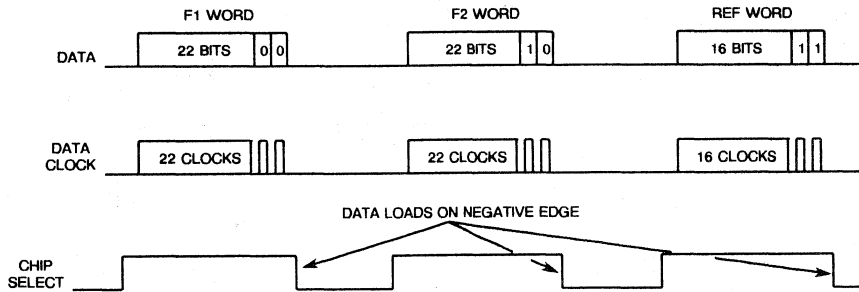 F1 WORD F2 WORD REF WORD
DATA 22 BITS 0 0 22 BITS 1 0 16 BITS 1 1
DATA
CLOCK 22 CLOCKS 22 CLOCKS 16 CLOCKS
DATA LOADS ON NEGATIVE EDGE
CHIP
SELECT